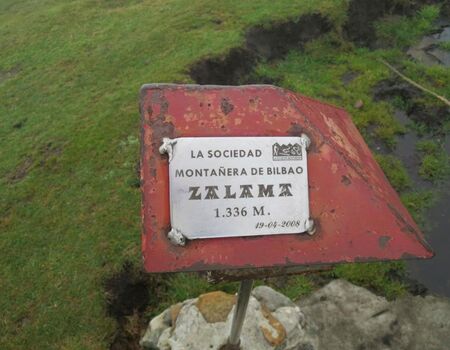 LA SOCIEDAD
MONTAÑERA DE BILBAO
ZALAMA
1.336 M.
19-04-2008